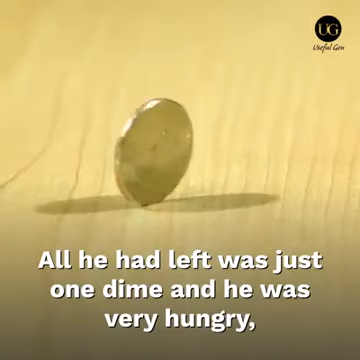 UG
Useful Gen
All he had left was just
one dime and he was
very hungry,